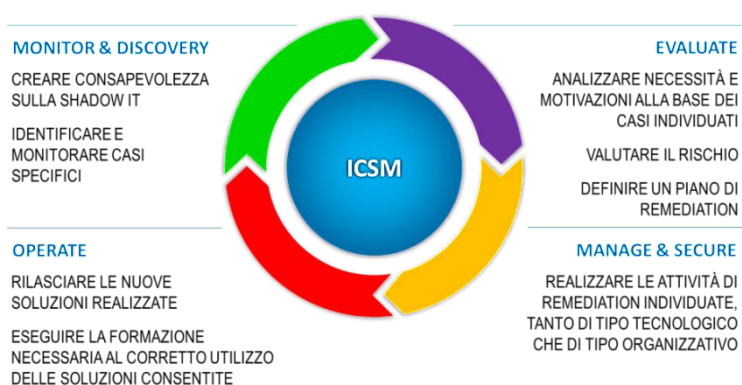 MONITOR & DISCOVERY
CREARE CONSAPEVOLEZZA
SULLA SHADOW IT
IDENTIFICARE E
MONITORARE CASI
SPECIFICI
EVALUATE
ANALIZZARE NECESSITÀ E
MOTIVAZIONI ALLA BASE DEI
CASI INDIVIDUATI
VALUTARE IL RISCHIO
DEFINIRE UN PIANO DI
REMEDIATION
ICSM
OPERATE
RILASCIARE LE NUOVE
SOLUZIONI REALIZZATE
ESEGUIRE LA FORMAZIONE
NECESSARIA AL CORRETTO UTILIZZO
DELLE SOLUZIONI CONSENTITE
MANAGE & SECURE
REALIZZARE LE ATTIVITÀ DI
REMEDIATION INDIVIDUATE,
TANTO DI TIPO TECNOLOGICO
CHE DI TIPO ORGANIZZATIVO